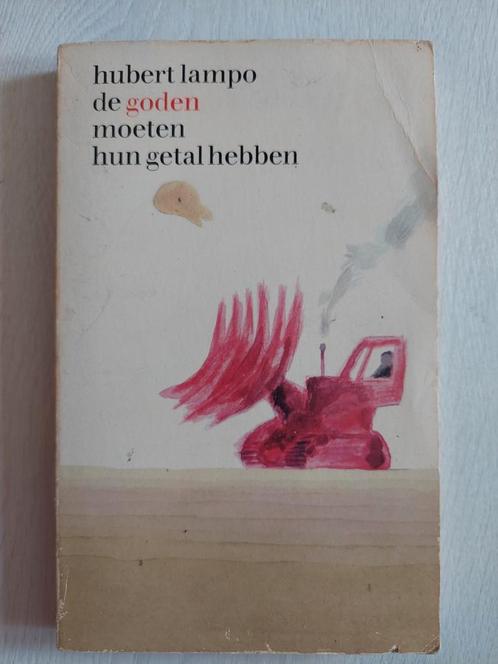 hubert lampo
de goden
moeten
hun getal hebben